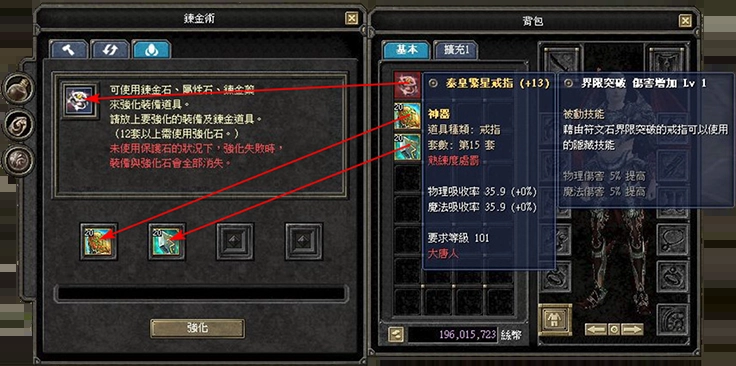 鍊金術
可使用鍊金石、屬性石、鍊金藥
來強化裝備道具。
請放上要強化的裝備及鍊金道具。
(12套以上需使用強化石。)
未使用保護石的狀況下，強化失敗時，
裝備與強化石會全部消失。
20
20
強化
背包
基本
擴充1
20
20
秦皇繁星戒指 (+13)
神器
道具種類: 戒指
套數: 第15 套
熟練度處罰
物理吸收率 35.9 (+0%)
魔法吸收率 35.9 (+0%)
要求等級 101
大唐人
界限突破 傷害增加 Lv 1
被動技能
藉由符文石界限突破的戒指可以使用
的隱藏技能
物理傷害 5% 提高
魔法傷害 5% 提高
196,015,723 絲幣